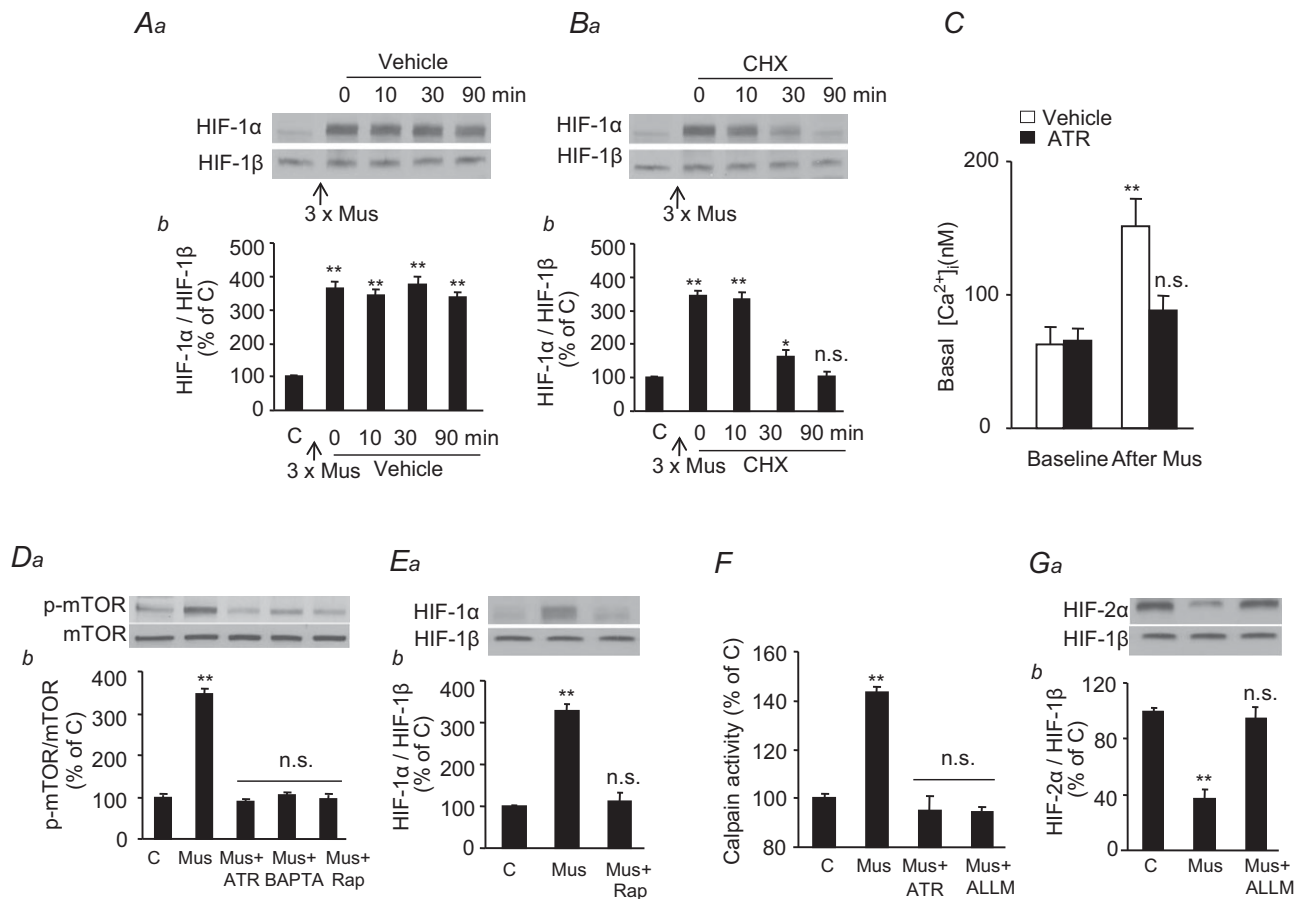 Aa
Vehicle
0 10 30 90 min
HIF-1α
HIF-1β
3 x Mus
b
HIF-1α / HIF-1β
(% of C)
500
400
300
200
100
0
** ** ** **
C 0 10 30 90 min
3 x Mus Vehicle
Ba
CHX
0 10 30 90 min
HIF-1α
HIF-1β
3 x Mus
b
HIF-1α / HIF-1β
(% of C)
500
400
300
200
100
0
** ** * n.s.
C 0 10 30 90 min
3 x Mus CHX
C
Vehicle
ATR
Basal [Ca²⁺]i(nM)
200
100
0
**
n.s.
Baseline After Mus
Da
p-mTOR
mTOR
b
p-mTOR/mTOR
(% of C)
400
300
200
100
0
**
n.s.
C Mus Mus+ Mus+ Mus+
ATR BAPTA Rap
Ea
HIF-1α
HIF-1β
b
HIF-1α / HIF-1β
(% of C)
400
300
200
100
0
**
n.s.
C Mus Mus+
Rap
F
Calpain activity (% of C)
160
140
120
100
80
**
n.s.
C Mus Mus+ Mus+
ATR ALLM
Ga
HIF-2α
HIF-1β
b
HIF-2α / HIF-1β
(% of C)
120
80
40
0
**
n.s.
C Mus Mus+
ALLM